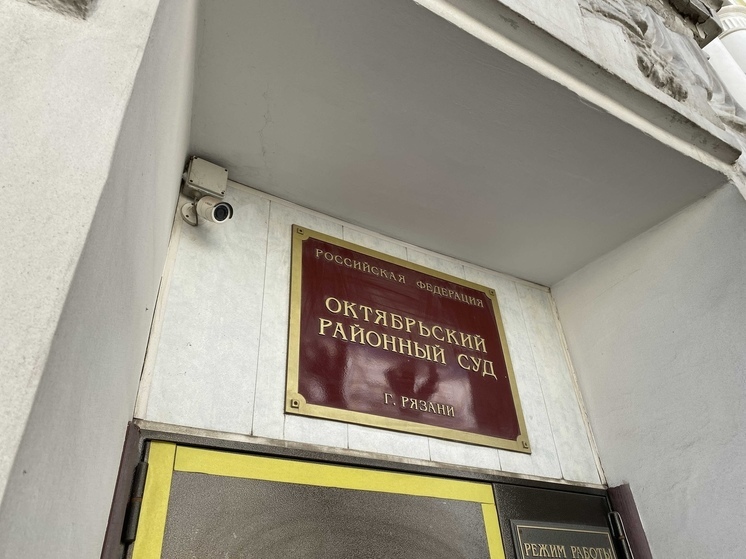 РОССИЙСКАЯ ФЕДЕРАЦИЯ
ОКТЯБРЬСКИЙ
РАЙОННЫЙ СУД
Г. РЯЗАНИ
РЕЖИМ РАБОТЫ